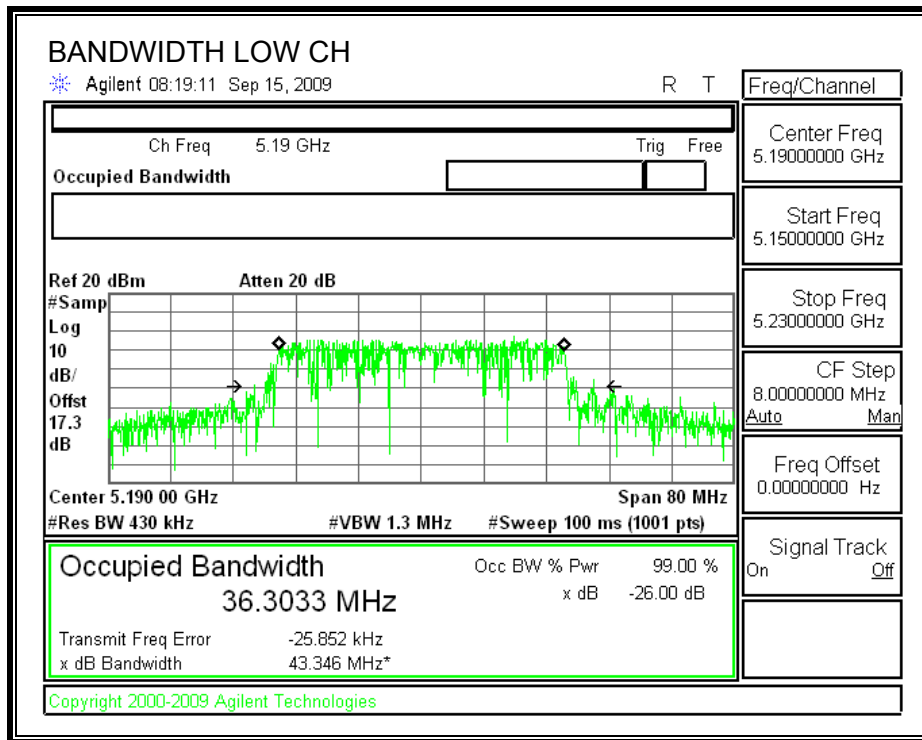 BANDWIDTH LOW CH
Agilent 08:19:11 Sep 15, 2009 R T
Freq/Channel
Ch Freq 5.19 GHz Trig Free
Occupied Bandwidth
Center Freq
5.19000000 GHz
Start Freq
5.15000000 GHz
Stop Freq
5.23000000 GHz
CF Step
8.00000000 MHz
Auto Man
Freq Offset
0.00000000 Hz
Signal Track
On Off
Ref 20 dBm Atten 20 dB
#Samp
Log
10
dB/
Offst
17.3
dB
Center 5.190 00 GHz Span 80 MHz
#Res BW 430 kHz #VBW 1.3 MHz #Sweep 100 ms (1001 pts)
Occupied Bandwidth Occ BW % Pwr 99.00 %
36.3033 MHz x dB -26.00 dB
Transmit Freq Error -25.852 kHz
x dB Bandwidth 43.346 MHz*
Copyright 2000-2009 Agilent Technologies